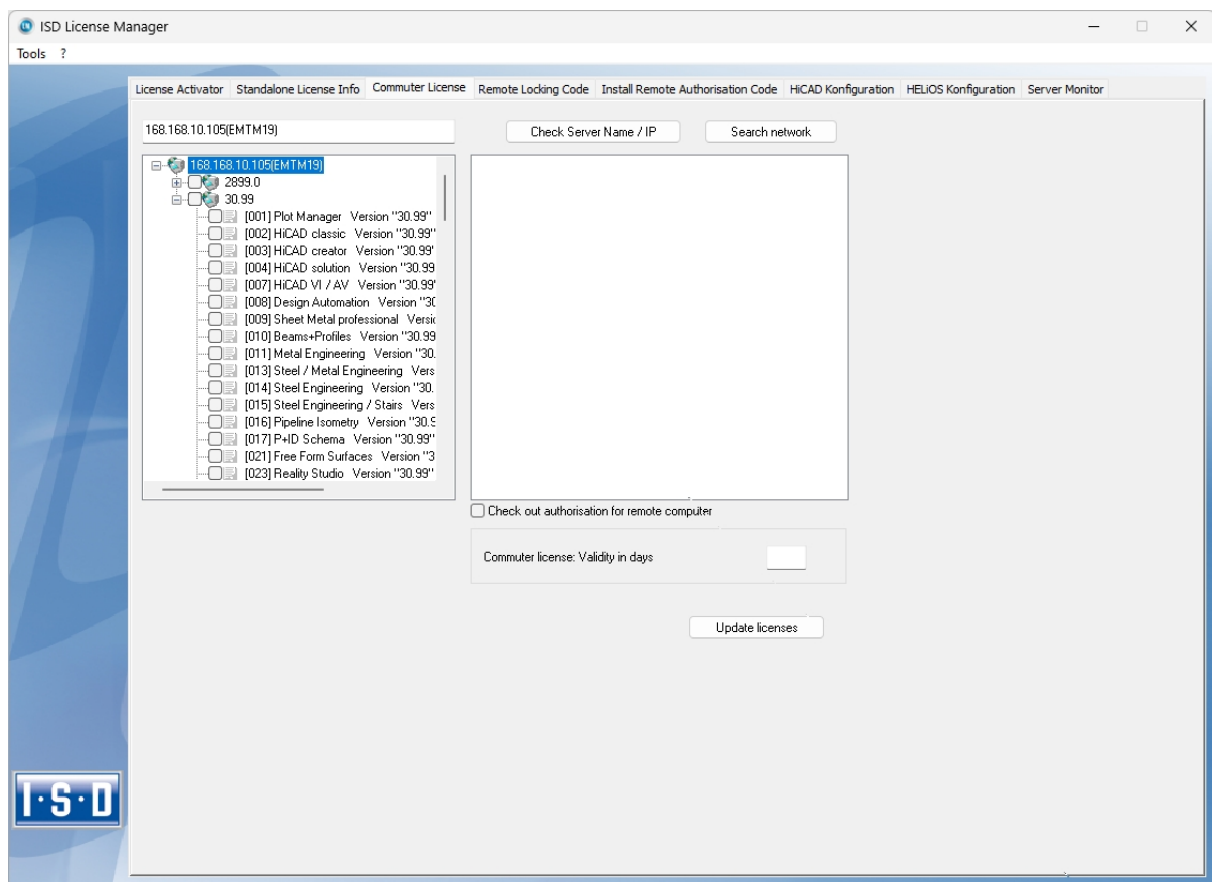 ISD License Manager
Tools ?
License Activator Standalone License Info Commuter License Remote Locking Code Install Remote Authorisation Code HiCAD Konfiguration HELiOS Konfiguration Server Monitor
168.168.10.105(EMTM19) Check Server Name / IP Search network
168.168.10.105(EMTM19)
2899.0
30.99
[001] Plot Manager Version "30.99"
[002] HiCAD classic Version "30.99"
[003] HiCAD creator Version "30.99'
[004] HiCAD solution Version "30.99
[007] HiCAD VI / AV Version "30.99'
[008] Design Automation Version "30
[009] Sheet Metal professional Versio
[010] Beams+Profiles Version "30.99
[011] Metal Engineering Version "30.
[013] Steel / Metal Engineering Vers
[014] Steel Engineering Version "30.
[015] Steel Engineering / Stairs Vers
[016] Pipeline Isometry Version "30.9
[017] P+ID Schema Version "30.99"
[021] Free Form Surfaces Version "3
[023] Reality Studio Version "30.99"
Check out authorisation for remote computer
Commuter license: Validity in days
Update licenses
I·S·D